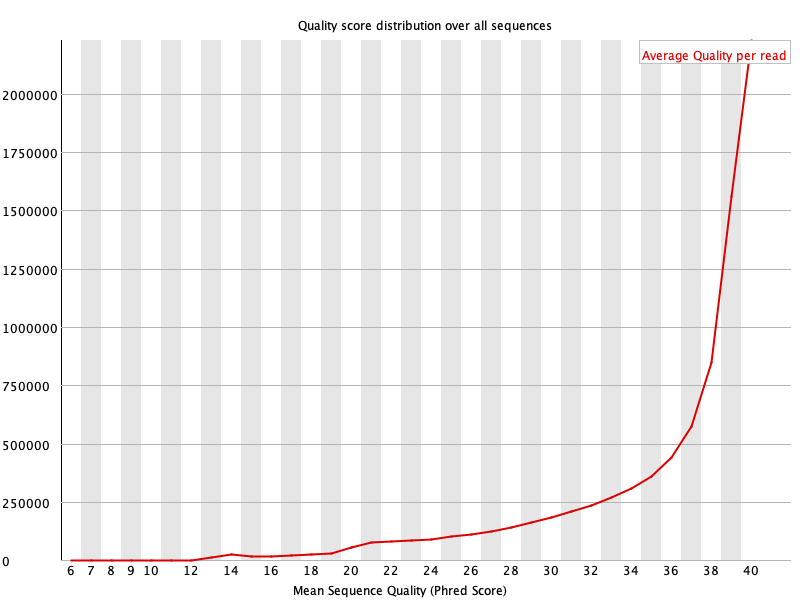 Quality score distribution over all sequences
Average Quality per read
2000000
1750000
1500000
1250000
1000000
750000
500000
250000
0
6 7 8 9 10 12 14 16 18 20 22 24 26 28 30 32 34 36 38 40
Mean Sequence Quality (Phred Score)